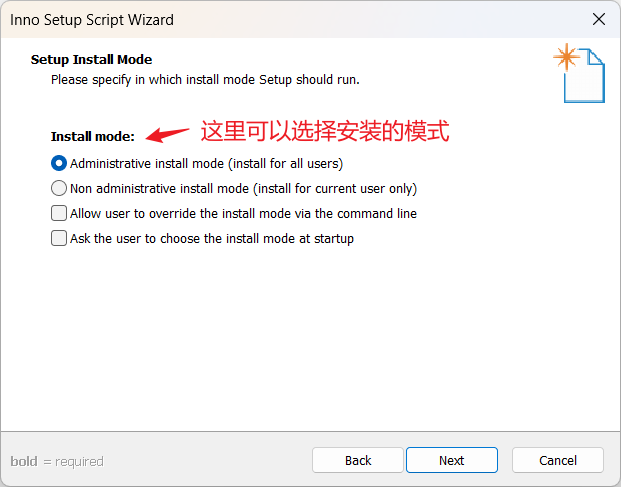 Inno Setup Script Wizard
Setup Install Mode
Please specify in which install mode Setup should run.
Install mode: 这里可以选择安装的模式
Administrative install mode (install for all users)
Non administrative install mode (install for current user only)
Allow user to override the install mode via the command line
Ask the user to choose the install mode at startup
bold = required
Back Next Cancel